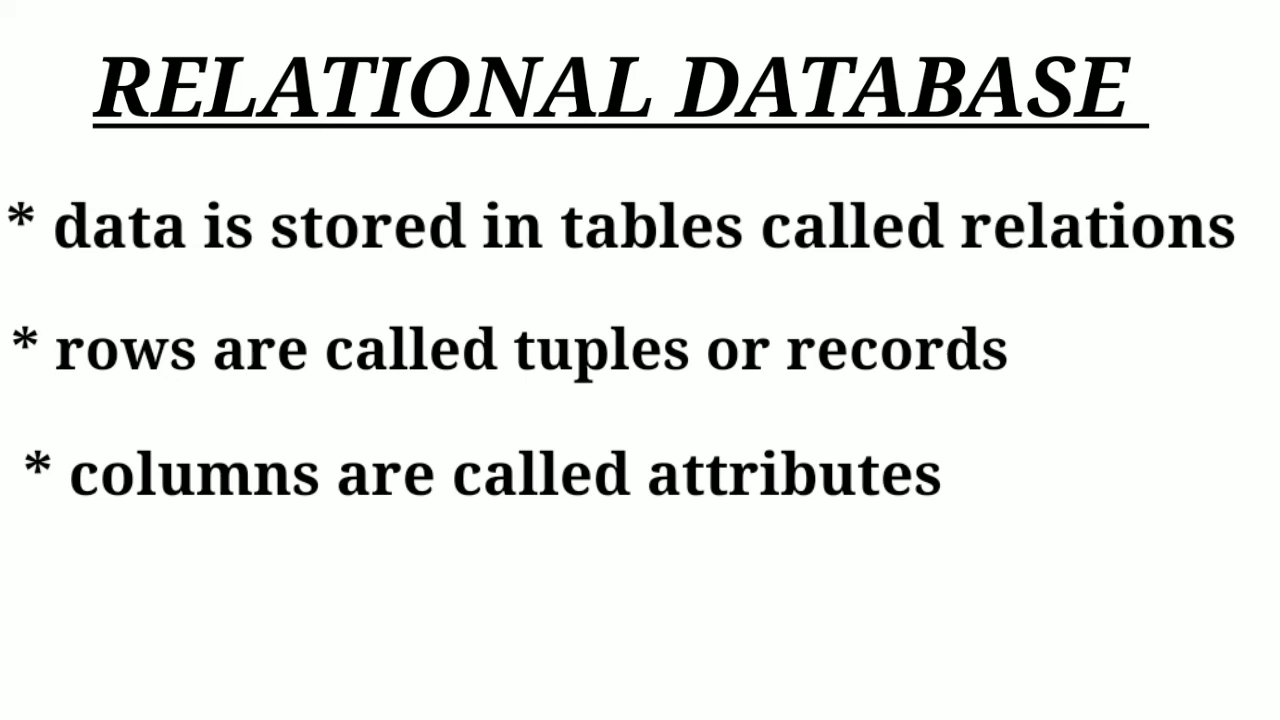 RELATIONAL DATABASE
* data is stored in tables called relations
* rows are called tuples or records
* columns are called attributes